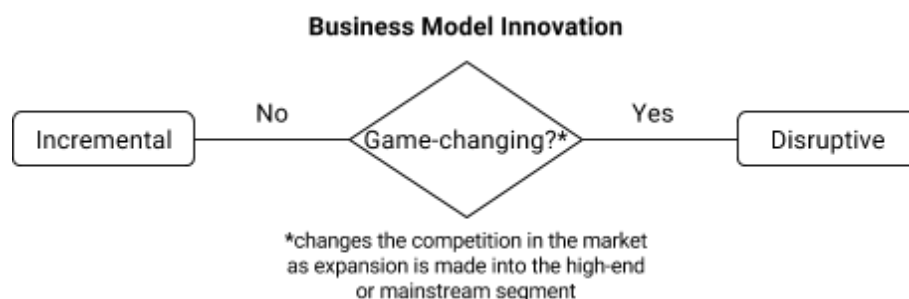 Business Model Innovation
No
Yes
Incremental
Game-changing?*
Disruptive
*changes the competition in the market
as expansion is made into the high-end
or mainstream segment